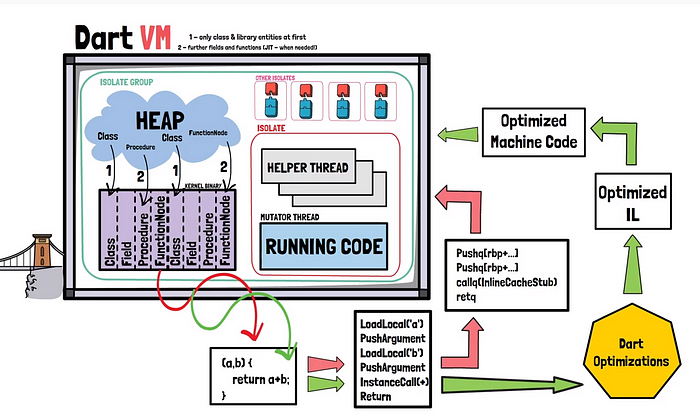 Dart VM
1 – only class & library entities at first
2 – further fields and functions (JIT – when needed!)
ISOLATE GROUP
HEAP
Class
Procedure
Class
FunctionNode
1
2
1
2
KERNEL BINARY
Class
Field
Procedure
FunctionNode
Class
Field
Procedure
FunctionNode
OTHER ISOLATES
ISOLATE
HELPER THREAD
MUTATOR THREAD
RUNNING CODE
(a,b) {
return a+b;
}
LoadLocal('a')
PushArgument
LoadLocal('b')
PushArgument
InstanceCall(+)
Return
Pushq[rbp+...]
Pushq[rbp+...]
callq(InlineCacheStub)
retq
Dart
Optimizations
Optimized
IL
Optimized
Machine Code